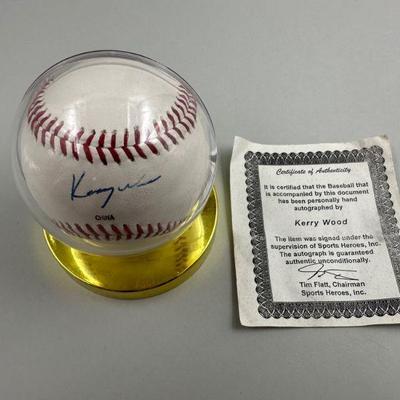 Kerry Wood
CHINA
Certificate of Authenticity
It is certified that the Baseball that
is accompanied by this document
has been personally hand
autographed by
Kerry Wood
The item was signed under the
supervision of Sports Heroes, Inc.
The autograph is guaranteed
authentic unconditionally.
Tim Flatt, Chairman
Sports Heroes, Inc.